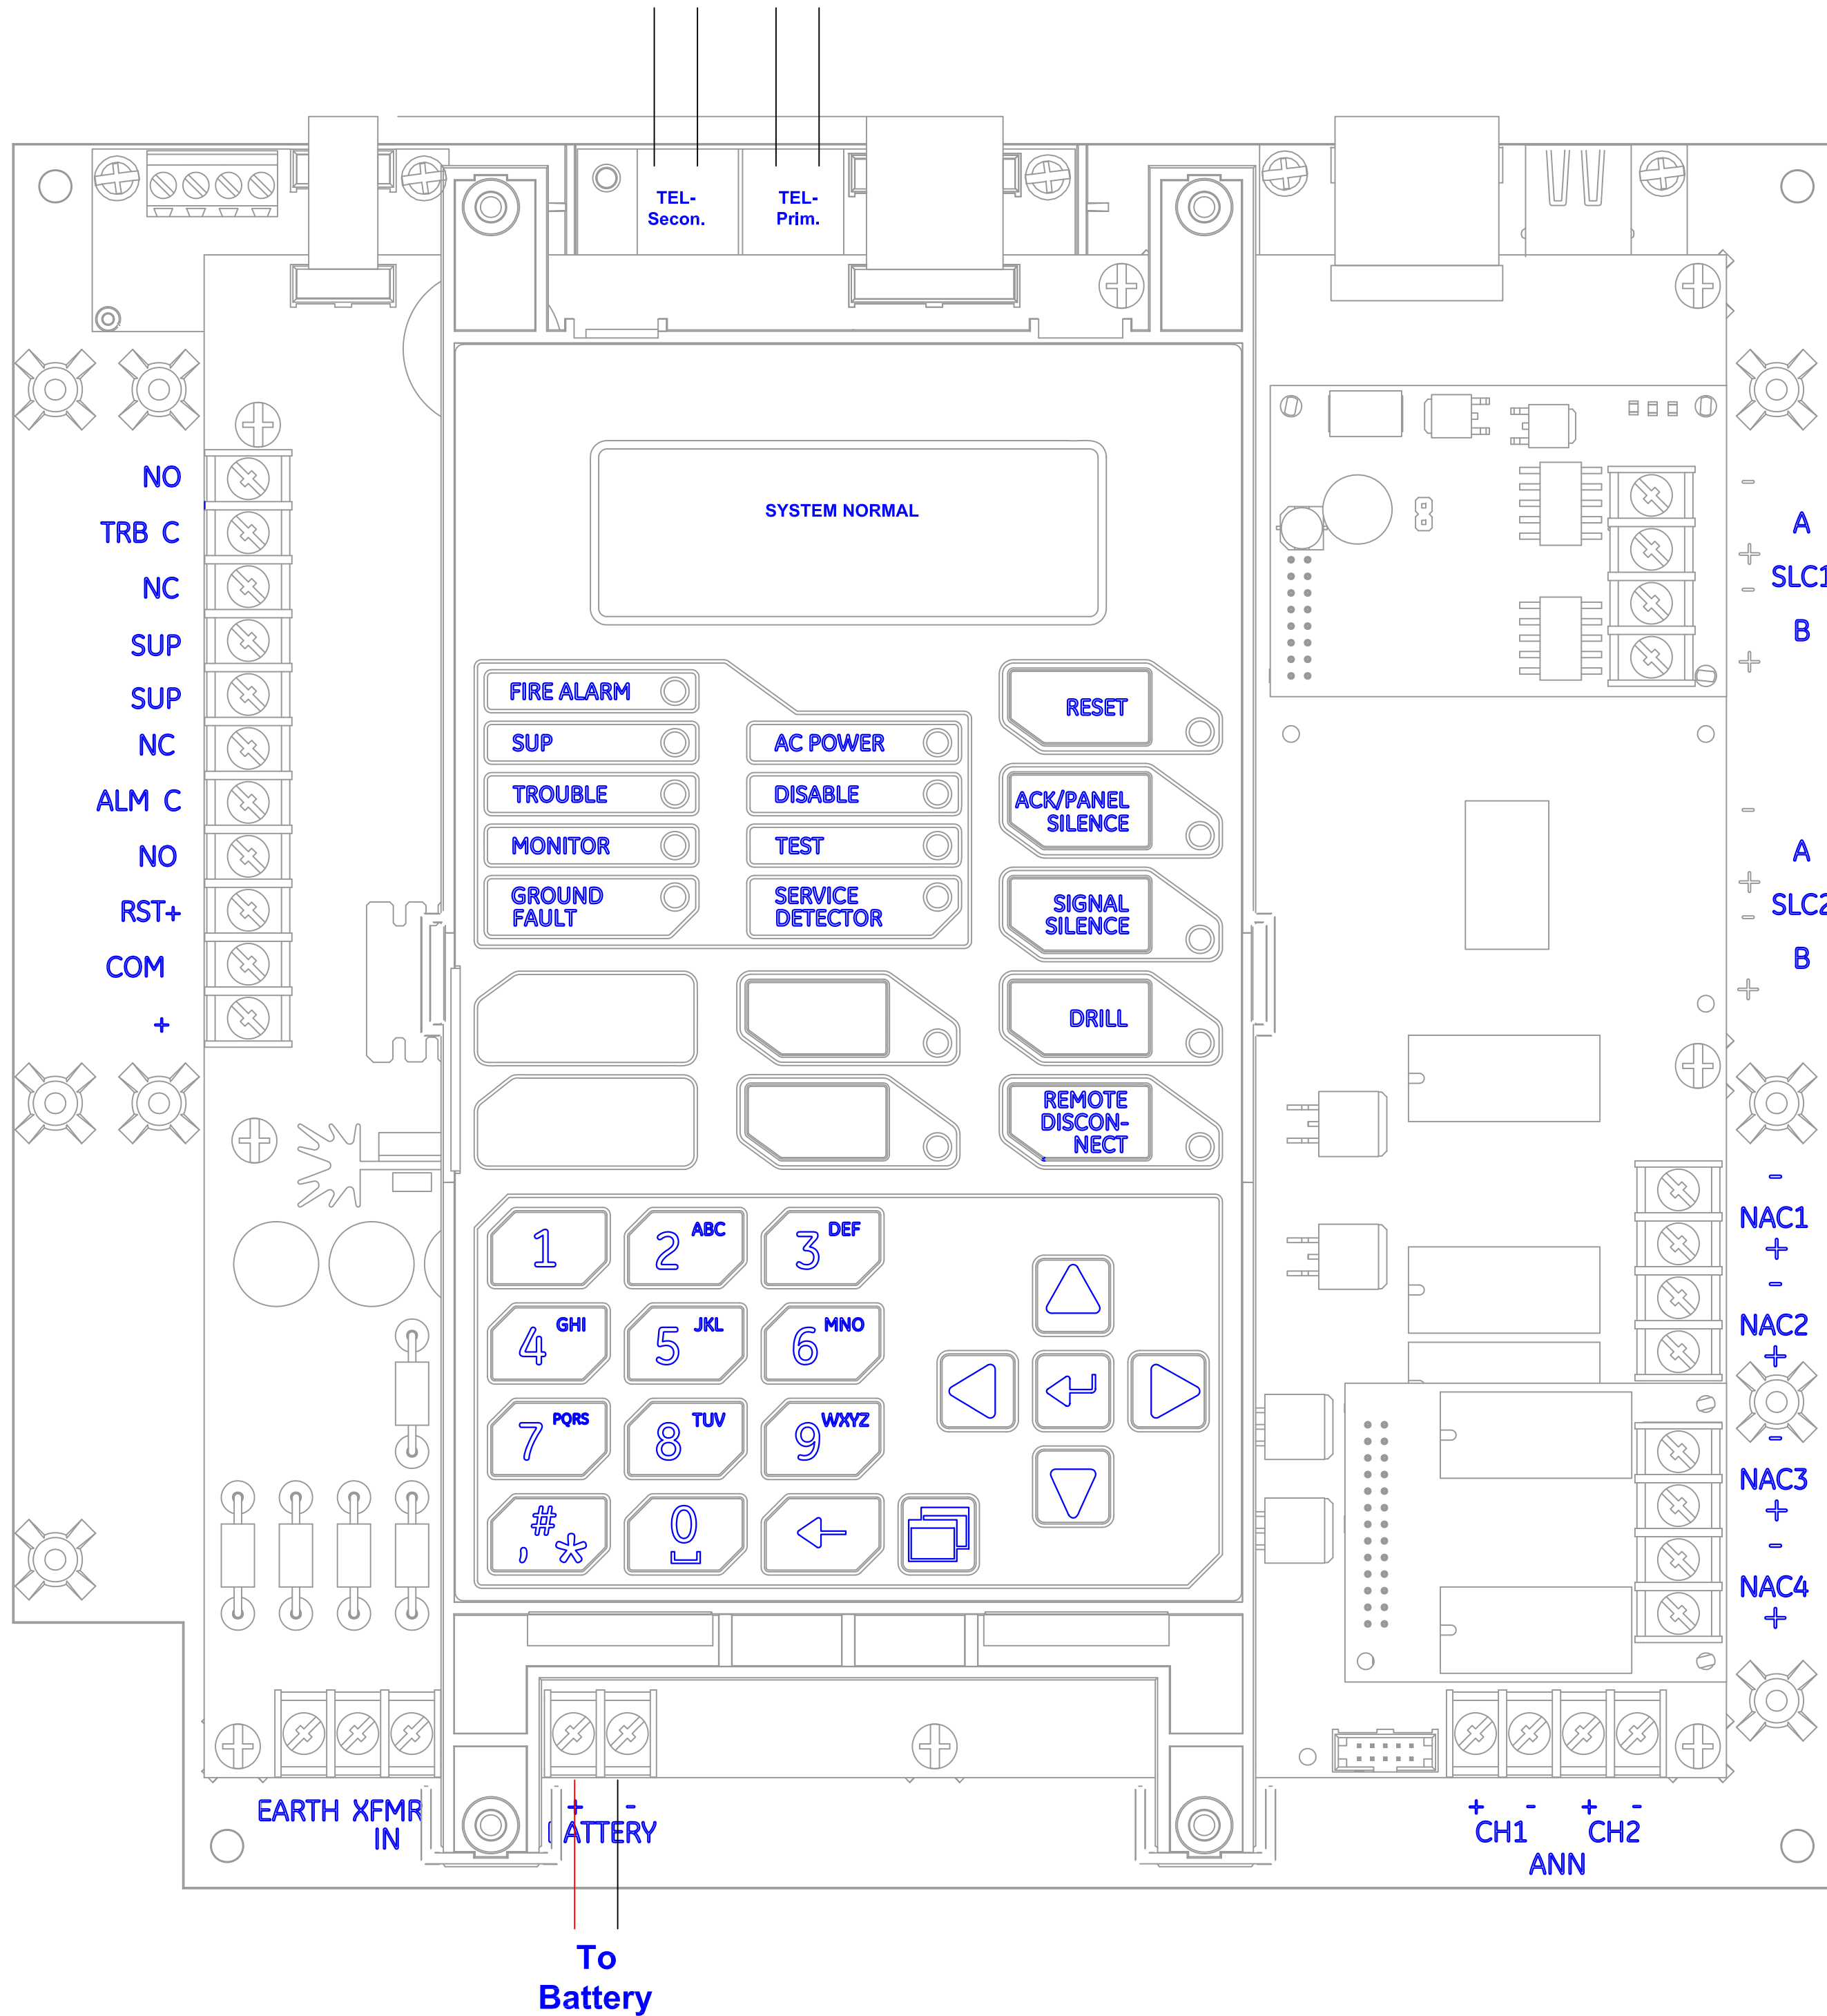 TEL-
Secon.
TEL-
Prim.
NO
TRB C
NC
SUP
SUP
NC
ALM C
NO
RST+
COM
+
SYSTEM NORMAL
FIRE ALARM
SUP
TROUBLE
MONITOR
GROUND
FAULT
AC POWER
DISABLE
TEST
SERVICE
DETECTOR
RESET
ACK/PANEL
SILENCE
SIGNAL
SILENCE
DRILL
REMOTE
DISCON-
NECT
1
2 ABC
3 DEF
4 GHI
5 JKL
6 MNO
7 PQRS
8 TUV
9 WXYZ
, # *
0
-
A
+
SLC1
-
B
+
-
A
+
SLC2
-
B
+
-
NAC1
+
-
NAC2
+
-
NAC3
+
-
NAC4
+
EARTH XFMR
IN
+ -
ATTERY
+ - + -
CH1 CH2
ANN
To
Battery